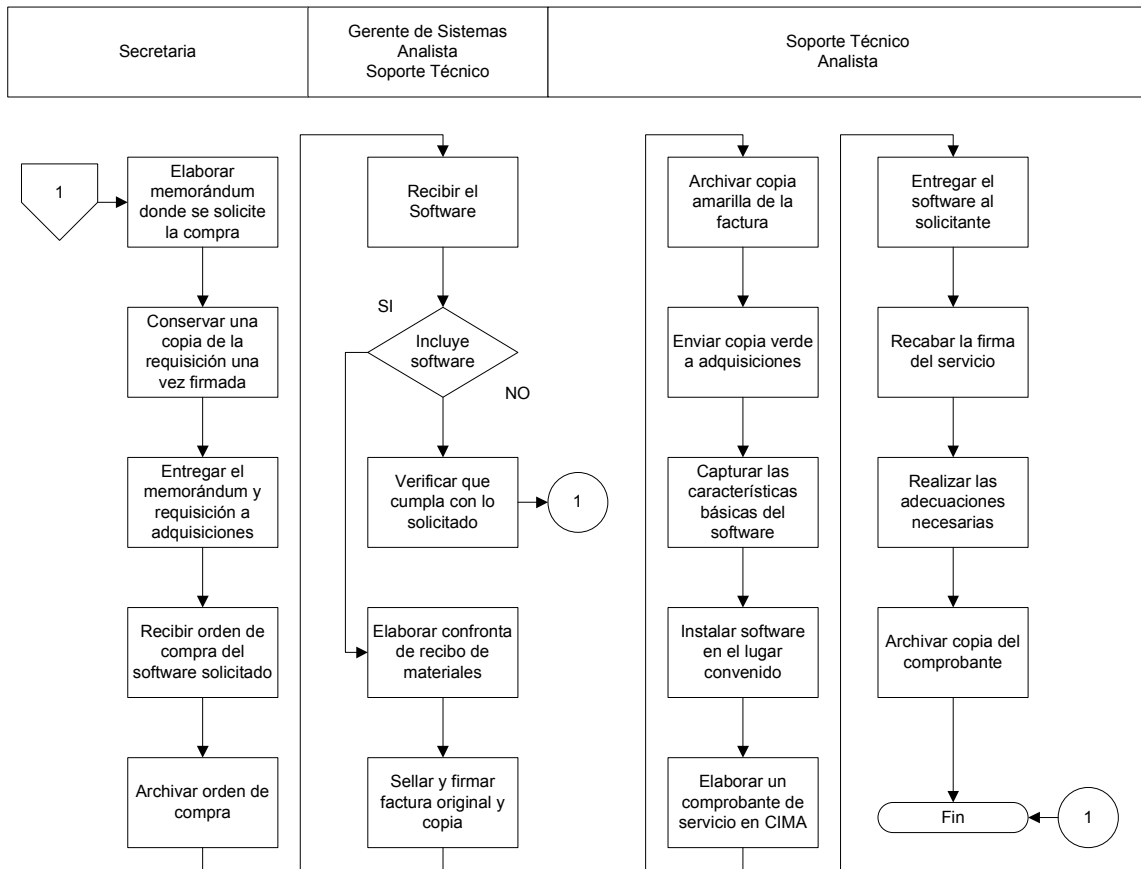 Secretaria
Gerente de Sistemas
Analista
Soporte Técnico
Soporte Técnico
Analista
1
Elaborar
memorándum
donde se solicite
la compra
Conservar una
copia de la
requisición una
vez firmada
Entregar el
memorándum y
requisición a
adquisiciones
Recibir orden de
compra del
software solicitado
Archivar orden de
compra
Recibir el
Software
SI
Incluye
software
NO
Verificar que
cumpla con lo
solicitado
1
Elaborar confronta
de recibo de
materiales
Sellar y firmar
factura original y
copia
Archivar copia
amarilla de la
factura
Enviar copia verde
a adquisiciones
Capturar las
características
básicas del
software
Instalar software
en el lugar
convenido
Elaborar un
comprobante de
servicio en CIMA
Entregar el
software al
solicitante
Recabar la firma
del servicio
Realizar las
adecuaciones
necesarias
Archivar copia del
comprobante
Fin
1